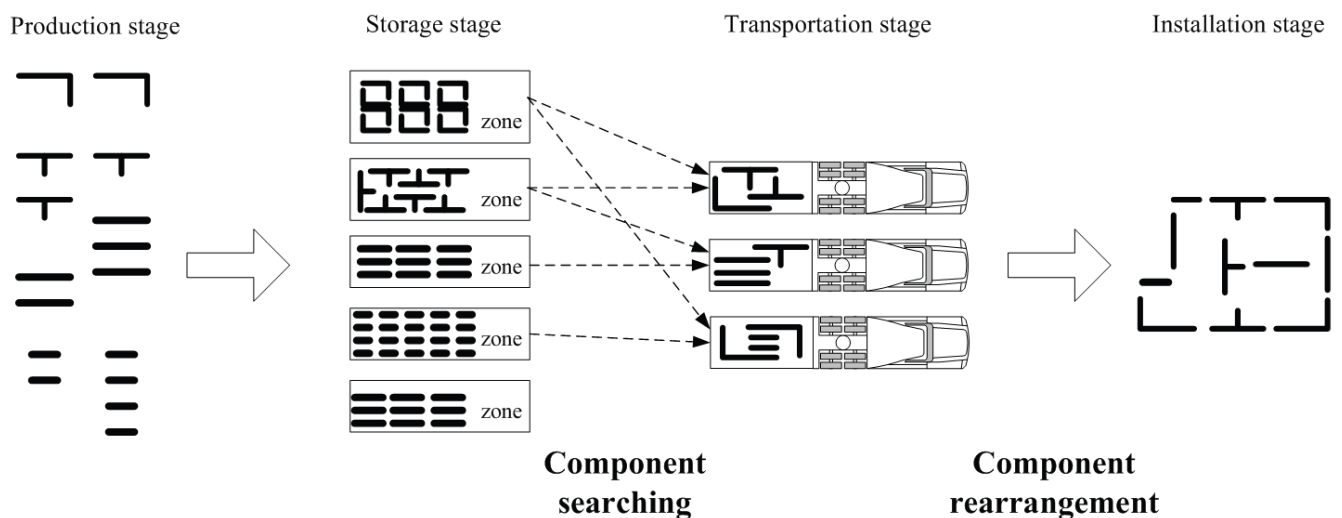 Production stage
Storage stage
Transportation stage
Installation stage
zone
zone
zone
zone
zone
Component
searching
Component
rearrangement